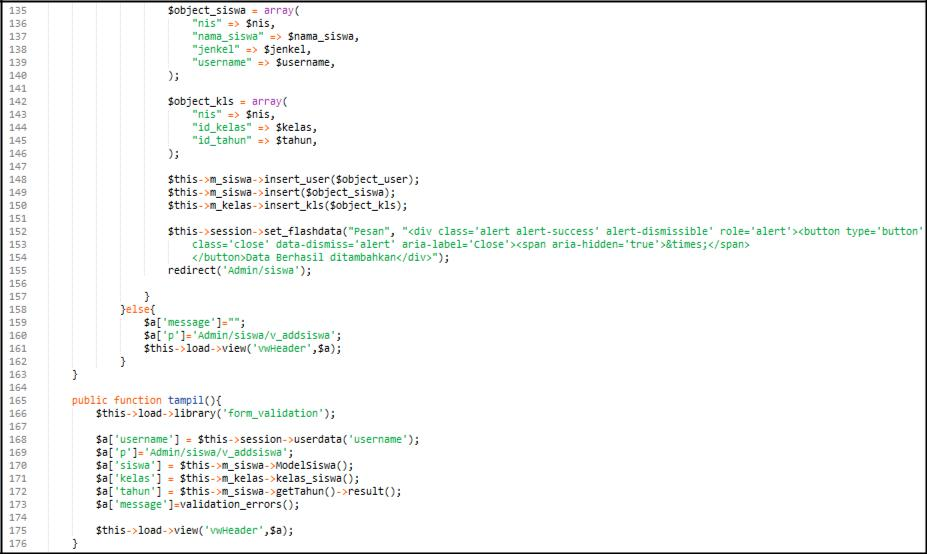 135 $object_siswa = array(
136 "nis" => $nis,
137 "nama_siswa" => $nama_siswa,
138 "jenkel" => $jenkel,
139 "username" => $username,
140 );
141
142 $object_kls = array(
143 "nis" => $nis,
144 "id_kelas" => $kelas,
145 "id_tahun" => $tahun,
146 );
147
148 $this->m_siswa->insert_user($object_user);
149 $this->m_siswa->insert($object_siswa);
150 $this->m_kelas->insert_kls($object_kls);
151
152 $this->session->set_flashdata("Pesan", "<div class='alert alert-success' alert-dismissible' role='alert'><button type='button'
153 class='close' data-dismiss='alert' aria-label='Close'><span aria-hidden='true'>&times;</span>
154 </button>Data Berhasil ditambahkan</div>");
155 redirect('Admin/siswa');
156
157 }
158 }else{
159 $a['message']="";
160 $a['p']='Admin/siswa/v_addsiswa';
161 $this->load->view('vwHeader',$a);
162 }
163 }
164
165 public function tampil(){
166 $this->load->library('form_validation');
167
168 $a['username'] = $this->session->userdata('username');
169 $a['p']='Admin/siswa/v_addsiswa';
170 $a['siswa'] = $this->m_siswa->ModelSiswa();
171 $a['kelas'] = $this->m_kelas->kelas_siswa();
172 $a['tahun'] = $this->m_siswa->getTahun()->result();
173 $a['message']=validation_errors();
174
175 $this->load->view('vwHeader',$a);
176 }